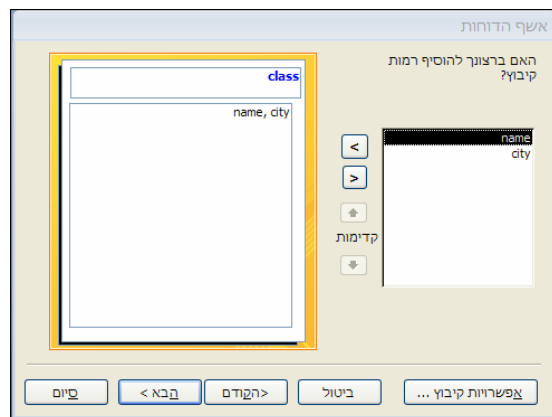 אשף הדוחות
האם ברצונך להוסיף רמות
קיבוץ?
name
city
<
>
קדימות
class
name, city
אפשרויות קיבוץ ...
ביטול
<הקודם
הבא >
סיום